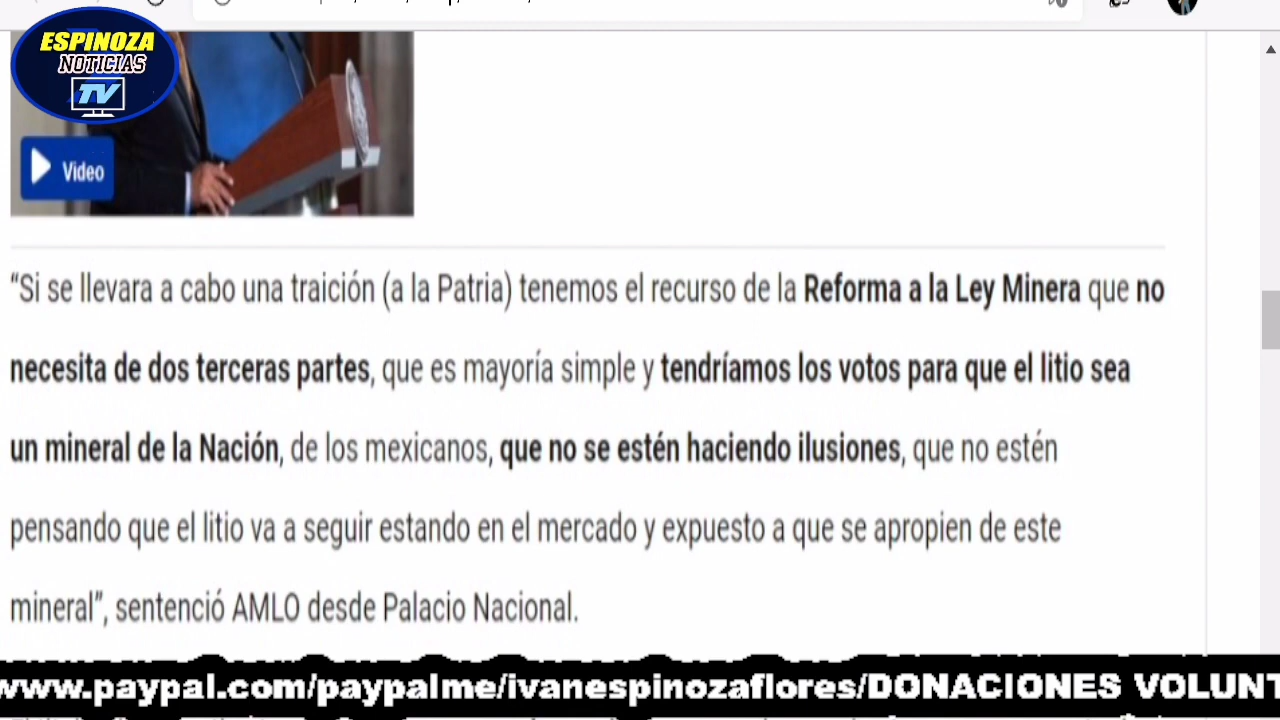 ESPINOZA
NOTICIAS
TV
Video
“Si se llevara a cabo una traición (a la Patria) tenemos el recurso de la Reforma a la Ley Minera que no
necesita de dos terceras partes, que es mayoría simple y tendríamos los votos para que el litio sea
un mineral de la Nación, de los mexicanos, que no se estén haciendo ilusiones, que no estén
pensando que el litio va a seguir estando en el mercado y expuesto a que se apropien de este
mineral”, sentenció AMLO desde Palacio Nacional.
www.paypal.com/paypalme/ivanespinozaflores/DONACIONES VOLUNT